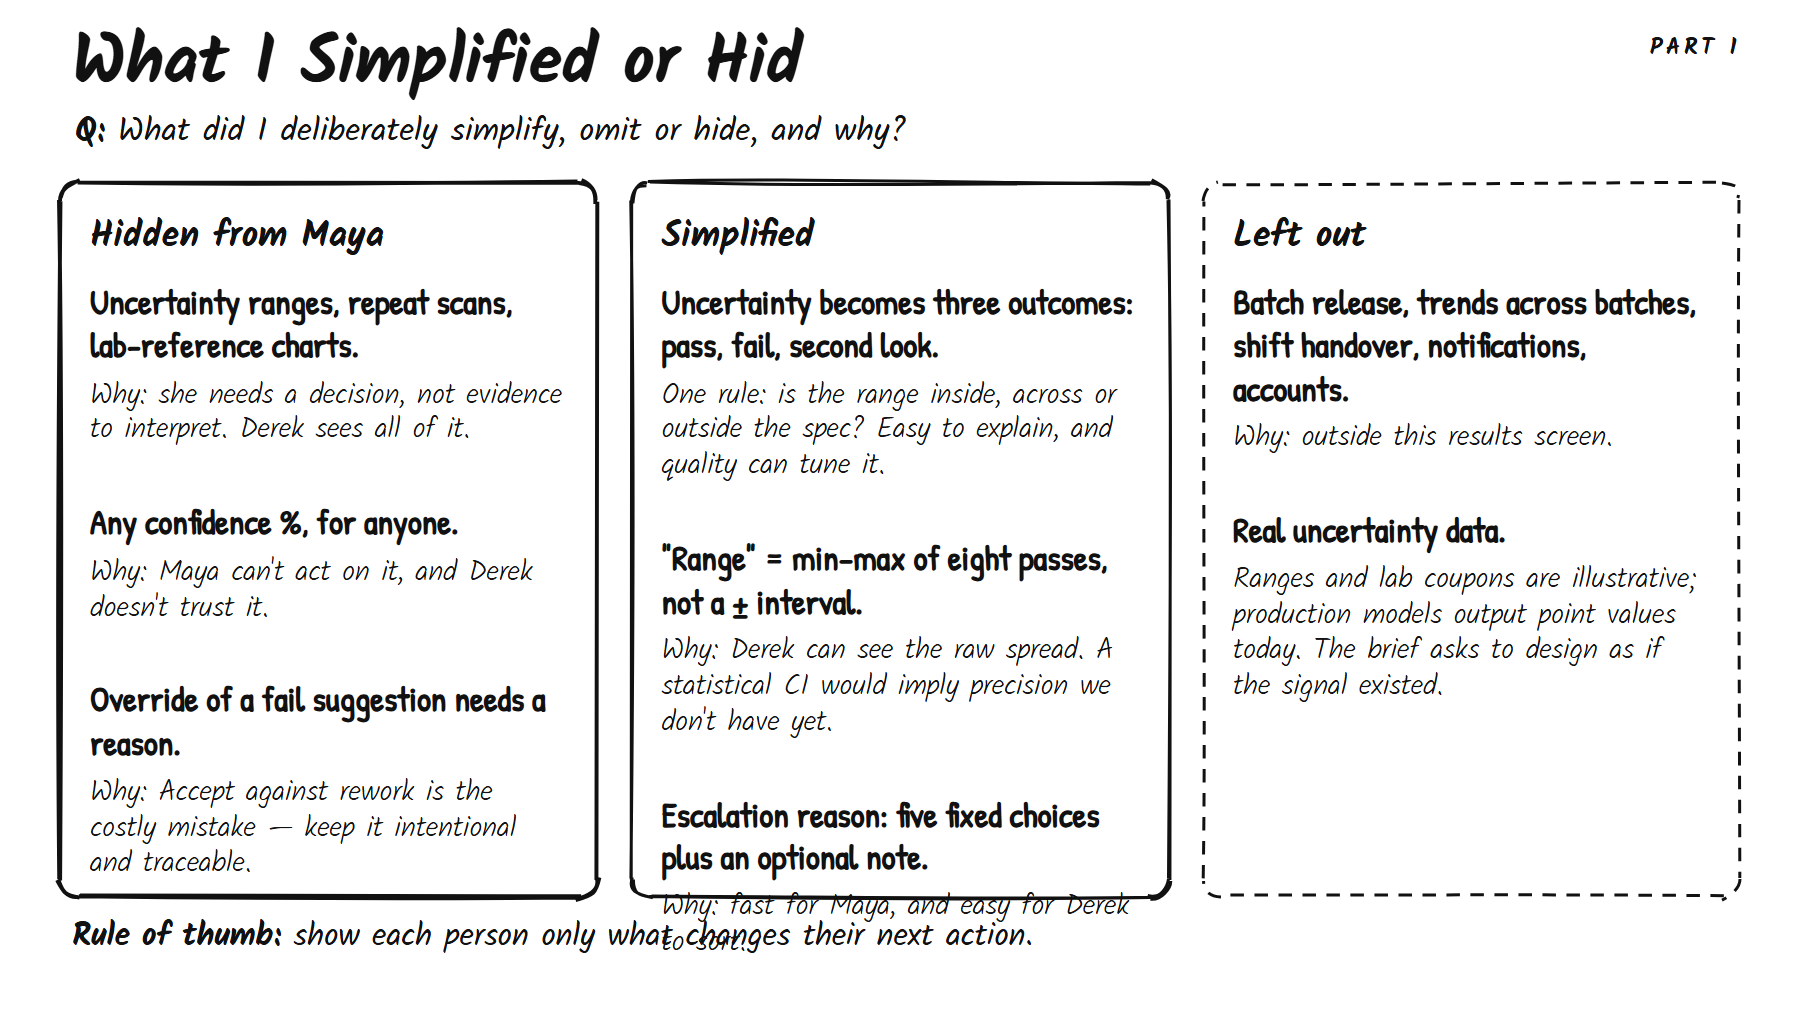 What I Simplified or Hid
PART 1
Q: What did I deliberately simplify, omit or hide, and why?
Hidden from Maya
Uncertainty ranges, repeat scans,
lab-reference charts.
Why: she needs a decision, not evidence
to interpret. Derek sees all of it.
Any confidence %, for anyone.
Why: Maya can't act on it, and Derek
doesn't trust it.
Override of a fail suggestion needs a
reason.
Why: Accept against rework is the
costly mistake — keep it intentional
and traceable.
Simplified
Uncertainty becomes three outcomes:
pass, fail, second look.
One rule: is the range inside, across or
outside the spec? Easy to explain, and
quality can tune it.
"Range" = min-max of eight passes,
not a ± interval.
Why: Derek can see the raw spread. A
statistical CI would imply precision we
don't have yet.
Escalation reason: five fixed choices
plus an optional note.
Why: fast for Maya, and easy for Derek
to sort.
Left out
Batch release, trends across batches,
shift handover, notifications,
accounts.
Why: outside this results screen.
Real uncertainty data.
Ranges and lab coupons are illustrative;
production models output point values
today. The brief asks to design as if
the signal existed.
Rule of thumb: show each person only what changes their next action.